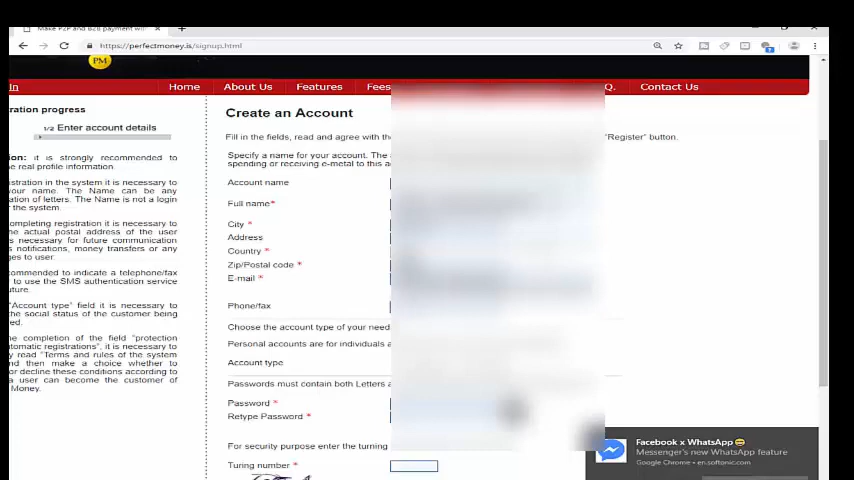 Make P2P and B2B payment with
https://perfectmoney.is/signup.html
PM
In
Home About Us Features Fees Q. Contact Us
ration progress
1/2 Enter account details
ion: it is strongly recommended to
e real profile information.
istration in the system it is necessary to
your name. The Name can be any
ation of letters. The Name is not a login
r the system.
ompleting registration it is necessary to
he actual postal address of the user
s necessary for future communication
s notifications, money transfers or any
ges to user.
commended to indicate a telephone/fax
to use the SMS authentication service
uture.
"Account type" field it is necessary to
the social status of the customer being
ed.
he completion of the field "protection
utomatic registrations", it is necessary to
y read "Terms and rules of the system
nd then make a choice whether to
or decline these conditions according to
a user can become the customer of
Money.
Create an Account
Fill in the fields, read and agree with the "Register" button.
Specify a name for your account. The
spending or receiving e-metal to this a
Account name
Full name*
City *
Address
Country *
Zip/Postal code *
E-mail *
Phone/fax
Choose the account type of your need
Personal accounts are for individuals a
Account type
Passwords must contain both Letters a
Password *
Retype Password *
For security purpose enter the turing
Turing number *
Facebook x WhatsApp
Messenger's new WhatsApp feature
Google Chrome • en.softonic.com